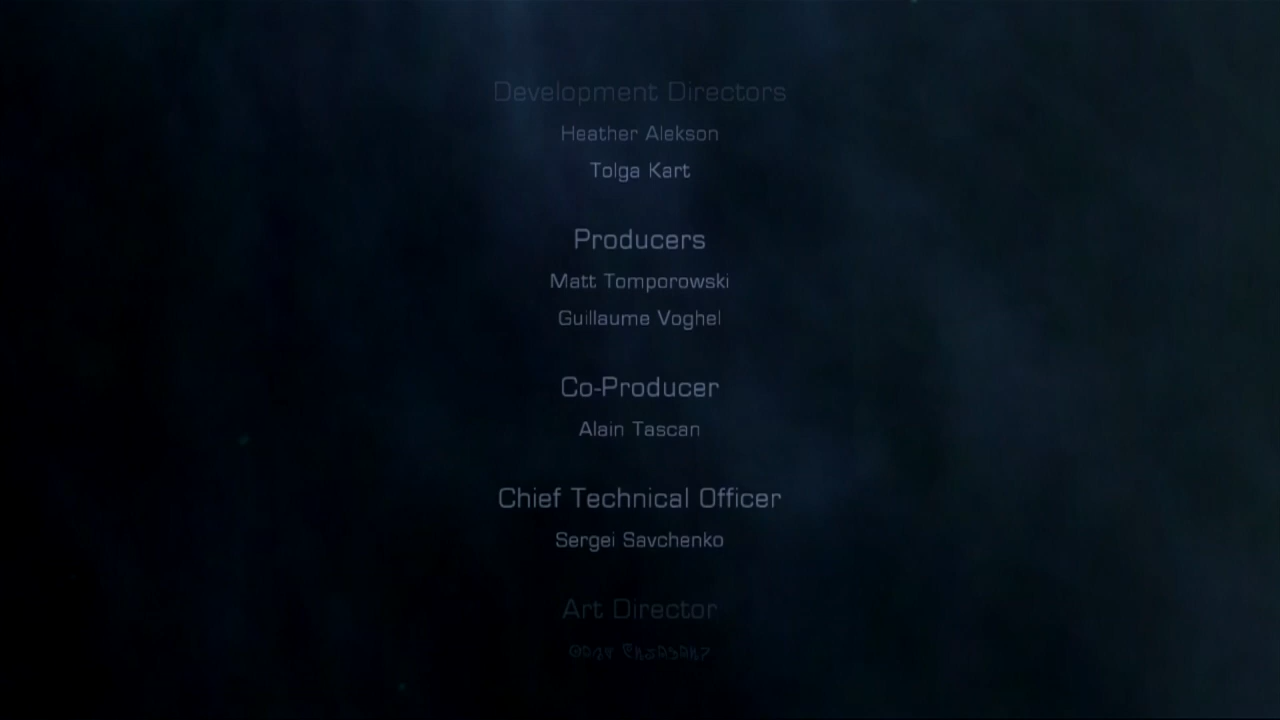 Development Directors
Heather Alekson
Tolga Kart
Producers
Matt Tomporowski
Guillaume Voghel
Co-Producer
Alain Tascan
Chief Technical Officer
Sergei Savchenko
Art Director